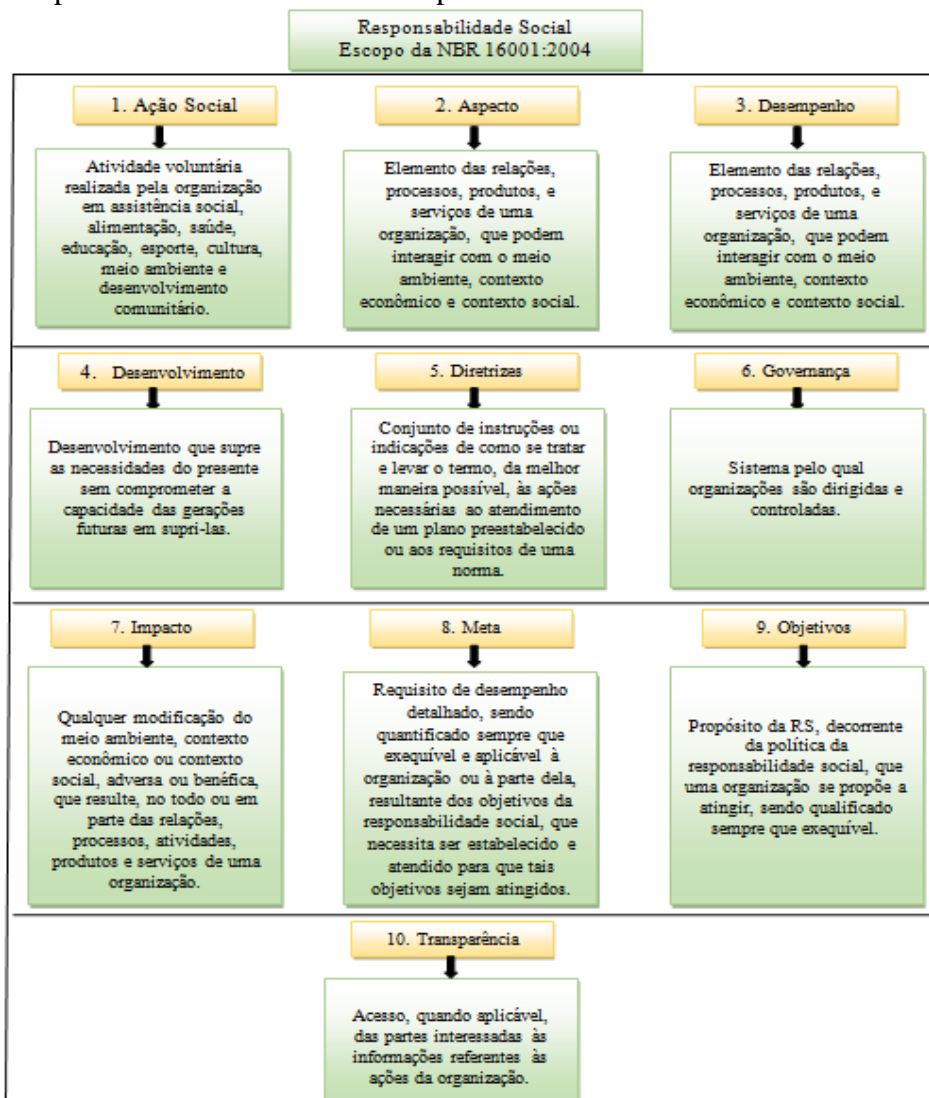 Responsabilidade Social
Escopo da NBR 16001:2004
1. Ação Social
Atividade voluntária
realizada pela organização
em assistência social,
alimentação, saúde,
educação, esporte, cultura,
meio ambiente e
desenvolvimento
comunitário.
2. Aspecto
Elemento das relações,
processos, produtos, e
serviços de uma
organização, que podem
interagir com o meio
ambiente, contexto
econômico e contexto social.
3. Desempenho
Elemento das relações,
processos, produtos, e
serviços de uma
organização, que podem
interagir com o meio
ambiente, contexto
econômico e contexto social.
4. Desenvolvimento
Desenvolvimento que supre
as necessidades do presente
sem comprometer a
capacidade das gerações
futuras em supri-las.
5. Diretrizes
Conjunto de instruções ou
indicações de como se tratar
e levar o termo, da melhor
maneira possível, às ações
necessárias ao atendimento
de um plano preestabelecido
ou aos requisitos de uma
norma.
6. Governança
Sistema pelo qual
organizações são dirigidas e
controladas.
7. Impacto
Qualquer modificação do
meio ambiente, contexto
econômico ou contexto
social, adversa ou benéfica,
que resulte, no todo ou em
parte das relações,
processos, atividades,
produtos e serviços de uma
organização.
8. Meta
Requisito de desempenho
detalhado, sendo
quantificado sempre que
exequível e aplicável à
organização ou à parte dela,
resultante dos objetivos da
responsabilidade social, que
necessita ser estabelecido e
atendido para que tais
objetivos sejam atingidos.
9. Objetivos
Propósito da RS, decorrente
da política da
responsabilidade social, que
uma organização se propõe a
atingir, sendo qualificado
sempre que exequível.
10. Transparência
Acesso, quando aplicável,
das partes interessadas às
informações referentes às
ações da organização.